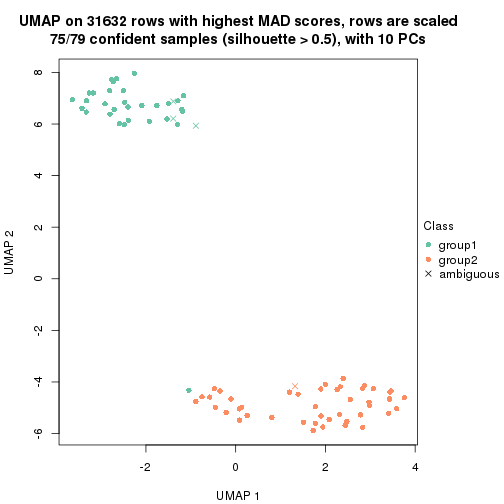 UMAP on 31632 rows with highest MAD scores, rows are scaled
75/79 confident samples (silhouette > 0.5), with 10 PCs
8
6
4
2
0
-2
-4
-6
UMAP 2
-2
0
2
4
UMAP 1
Class
group1
group2
ambiguous